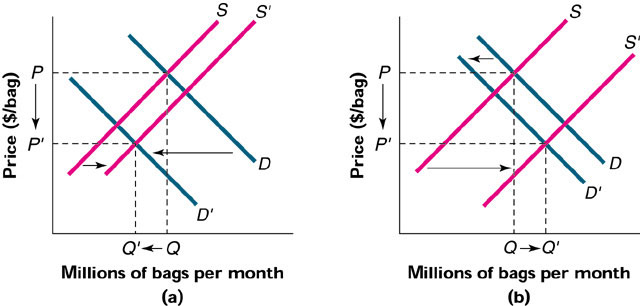 S S'
P
P'
D
D'
Q' Q
Price ($/bag)
Millions of bags per month
(a)
S
S'
P
P'
D
D'
Q Q'
Price ($/bag)
Millions of bags per month
(b)